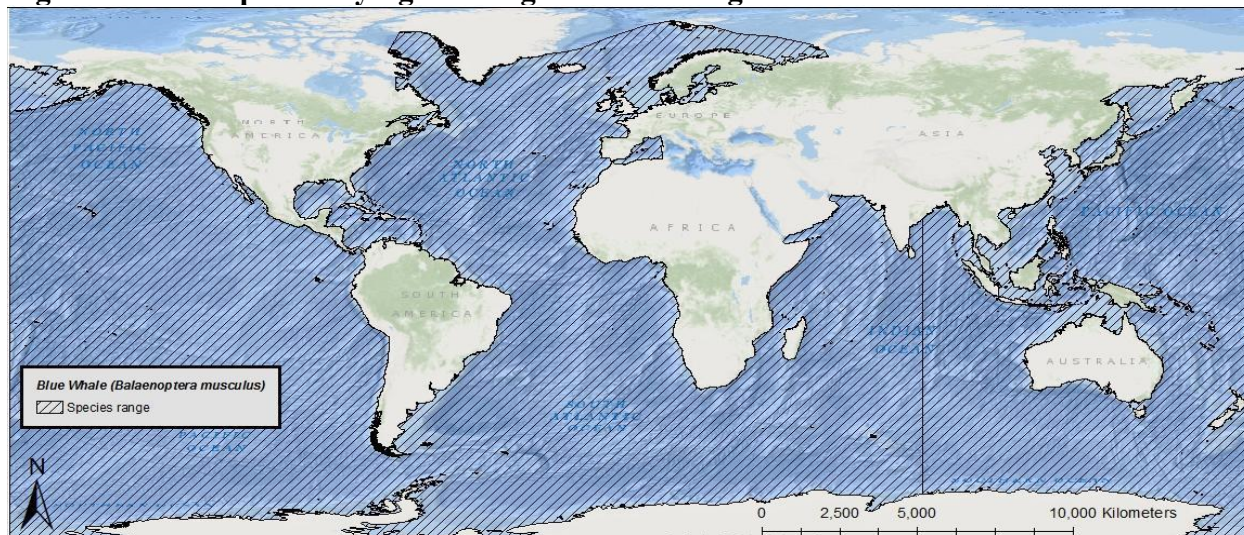 NORTH
AMERICA
EUROPE
ASIA
NORTH
PACIFIC
OCEAN
NORTH
ATLANTIC
OCEAN
PACIFIC OCEAN
AFRICA
SOUTH
AMERICA
INDIAN
OCEAN
AUSTRALIA
Blue Whale (Balaenoptera musculus)
Species range
SOUTH
ATLANTIC
OCEAN
PACIFIC
OCEAN
N
0 2,500 5,000 10,000 Kilometers